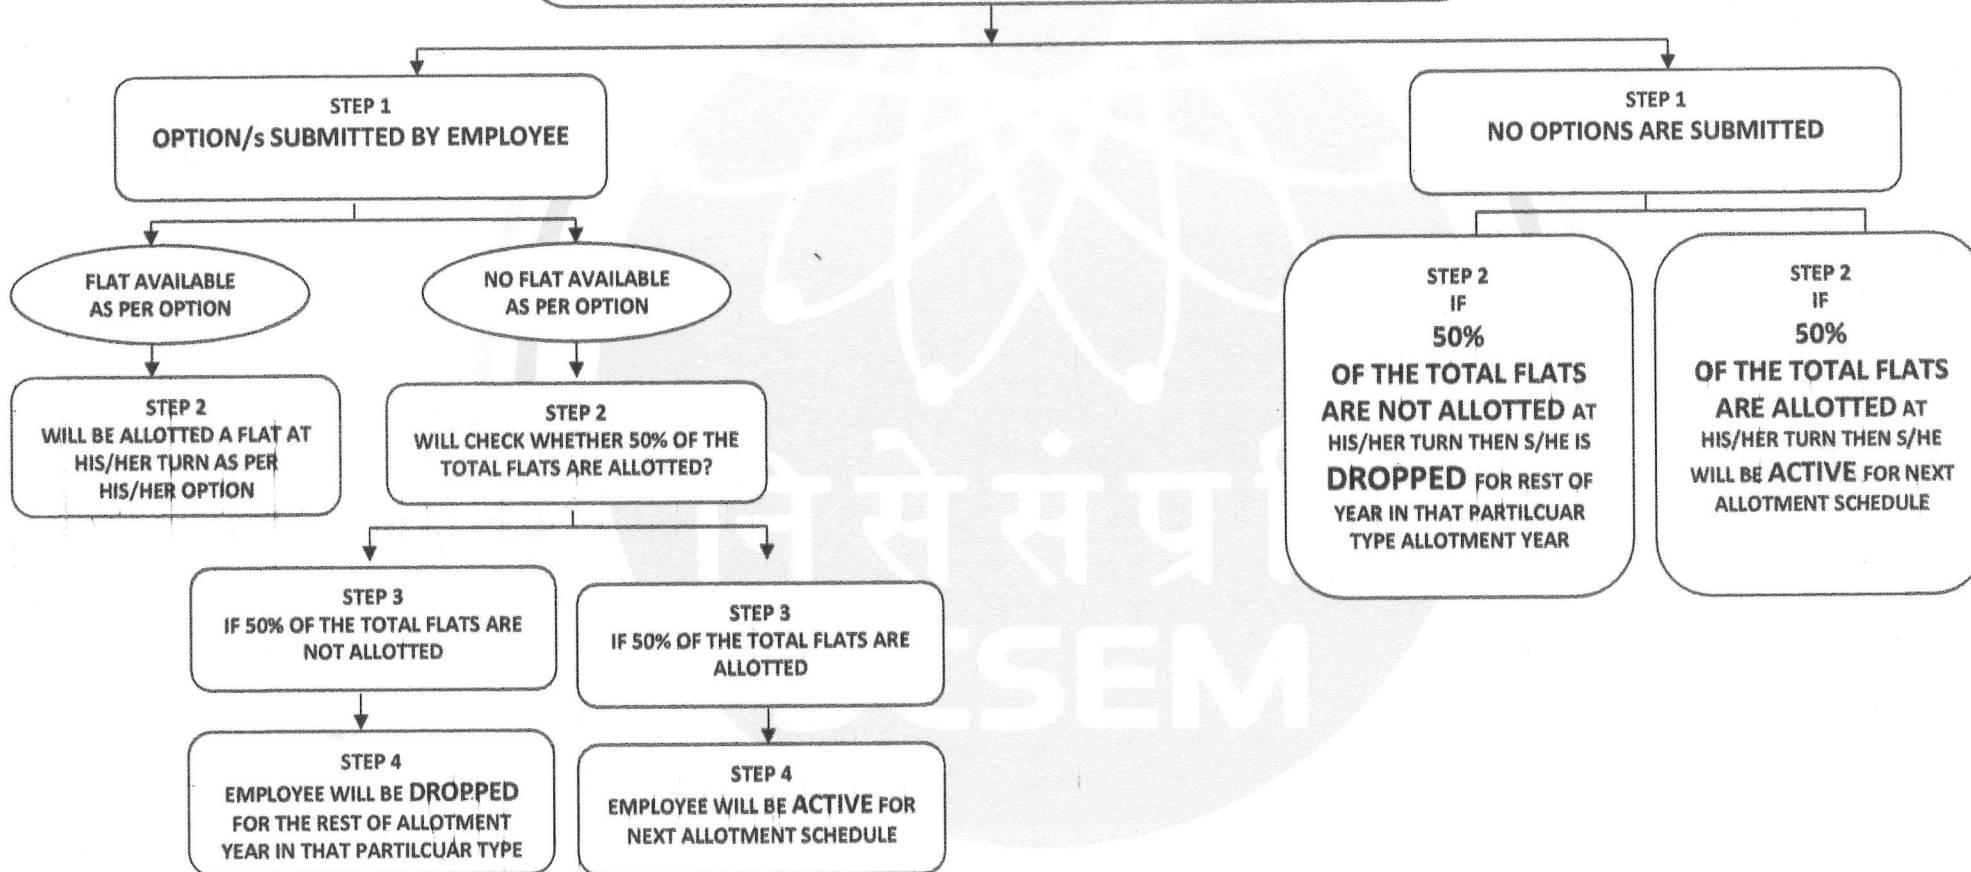 STEP 1
OPTION/s SUBMITTED BY EMPLOYEE
STEP 1
NO OPTIONS ARE SUBMITTED
FLAT AVAILABLE
AS PER OPTION
NO FLAT AVAILABLE
AS PER OPTION
STEP 2
WILL BE ALLOTTED A FLAT AT
HIS/HER TURN AS PER
HIS/HER OPTION
STEP 2
WILL CHECK WHETHER 50% OF THE
TOTAL FLATS ARE ALLOTTED?
STEP 2
IF
50%
OF THE TOTAL FLATS
ARE NOT ALLOTTED AT
HIS/HER TURN THEN S/HE IS
DROPPED FOR REST OF
YEAR IN THAT PARTILCUAR
TYPE ALLOTMENT YEAR
STEP 2
IF
50%
OF THE TOTAL FLATS
ARE ALLOTTED AT
HIS/HER TURN THEN S/HE
WILL BE ACTIVE FOR NEXT
ALLOTMENT SCHEDULE
STEP 3
IF 50% OF THE TOTAL FLATS ARE
NOT ALLOTTED
STEP 3
IF 50% OF THE TOTAL FLATS ARE
ALLOTTED
STEP 4
EMPLOYEE WILL BE DROPPED
FOR THE REST OF ALLOTMENT
YEAR IN THAT PARTILCUAR TYPE
STEP 4
EMPLOYEE WILL BE ACTIVE FOR
NEXT ALLOTMENT SCHEDULE
निसेसंप्र
CSEM